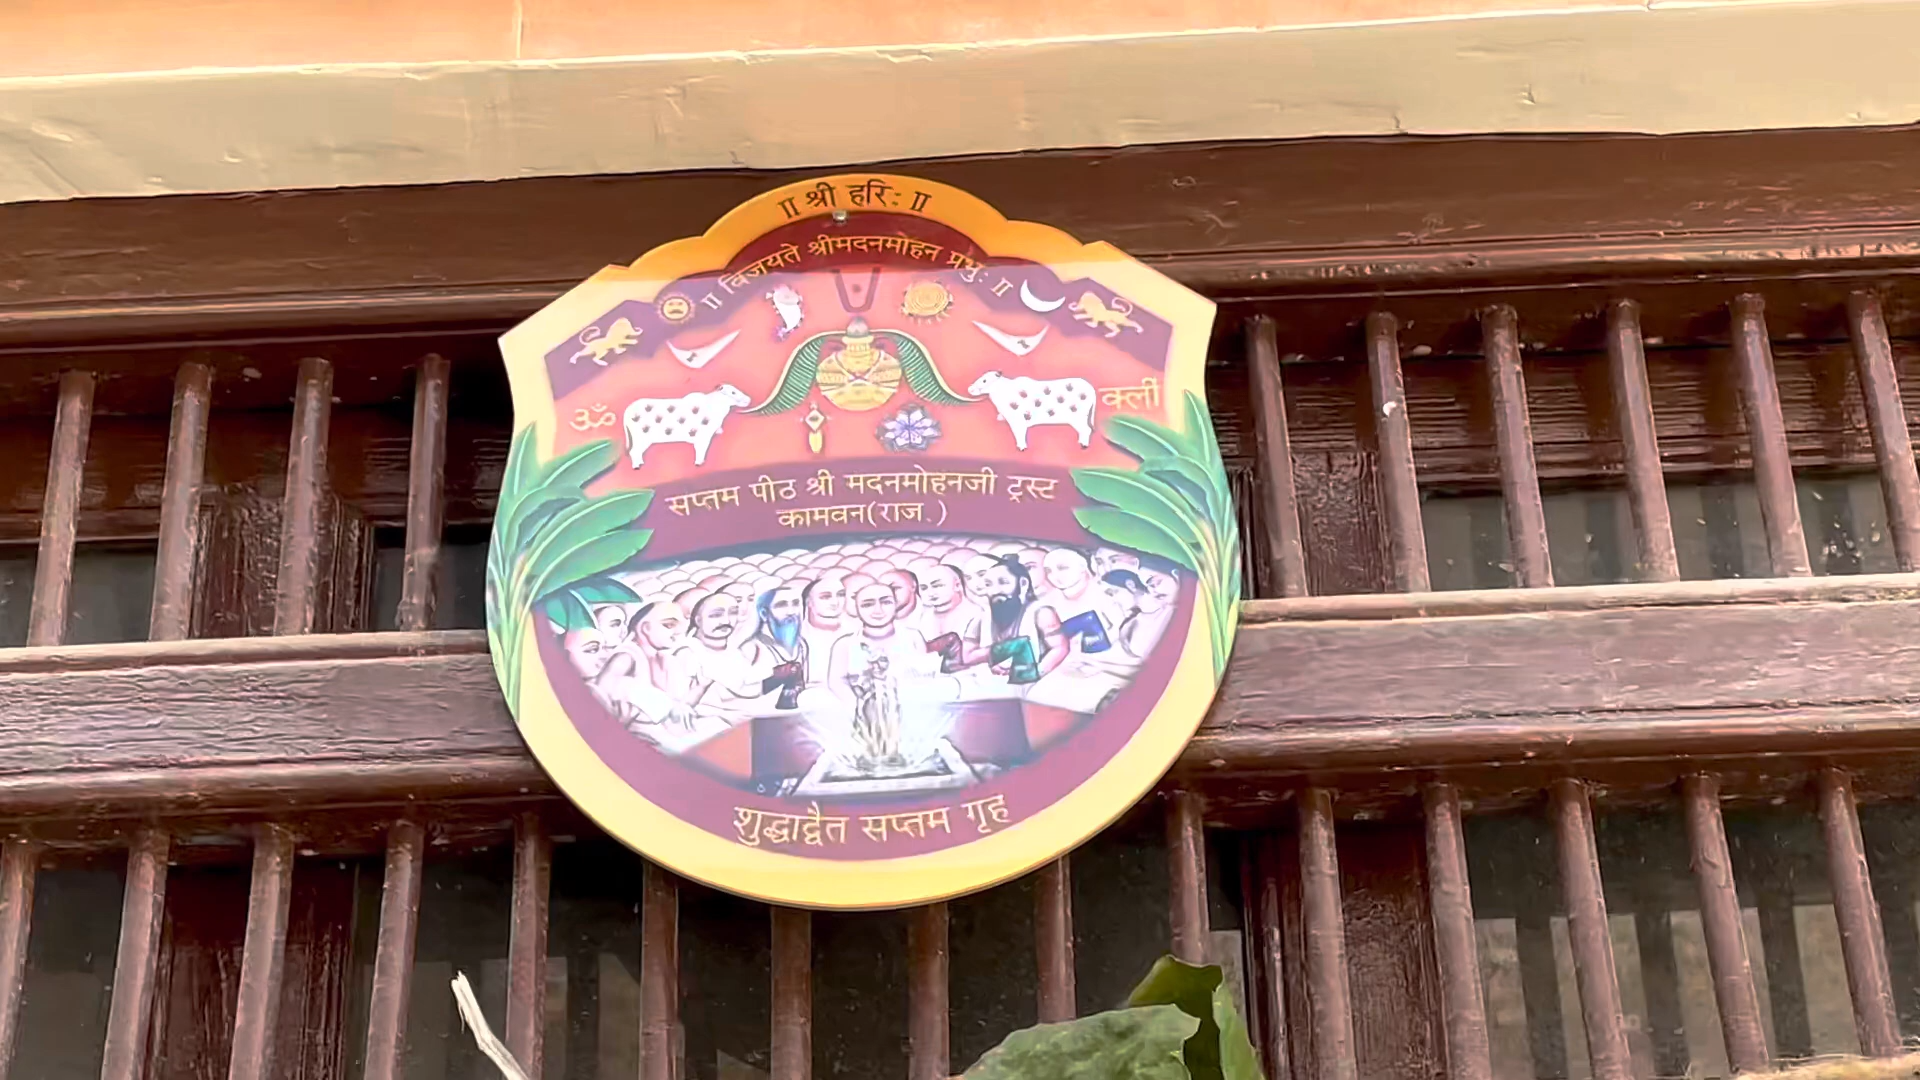 ॥ श्री हरिः ॥
॥ विजयते श्रीमदनमोहन प्रभुः ॥
ॐ
क्लीं
सप्तम पीठ श्री मदनमोहनजी ट्रस्ट
कामवन(राज.)
शुद्धाद्वैत सप्तम गृह